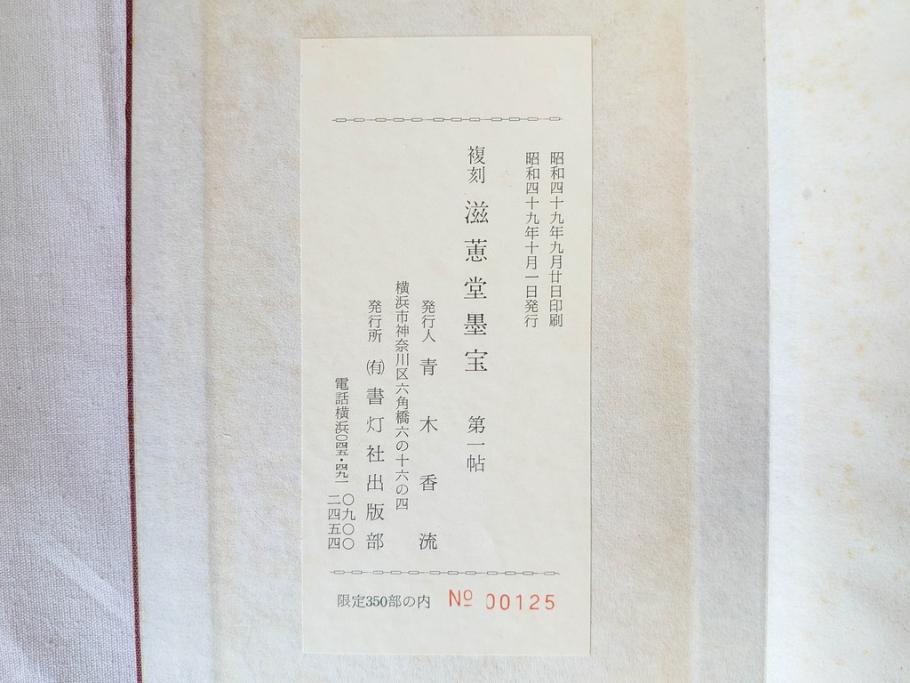 昭和四十九年九月廿日印刷
昭和四十九年十月一日発行
複刻 滋蕙堂墨宝 第一帖
発行人 青木香流
横浜市神奈川区六角橋六の十六の四
発行所 ㈲書灯社出版部
電話横浜〇四五・四九一
〇九〇〇
二四五四
限定350部の内 № 00125